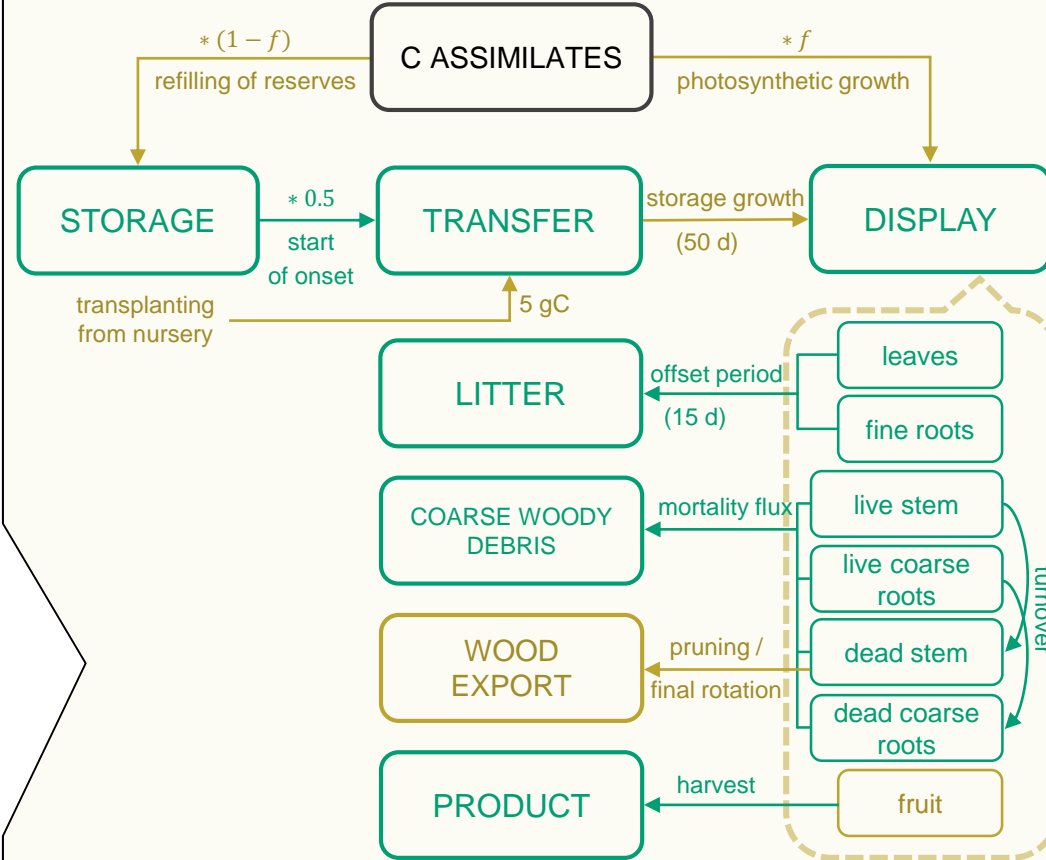 C ASSIMILATES
∗ (1 − f)
refilling of reserves
∗ f
photosynthetic growth
STORAGE
∗ 0.5
start
of onset
TRANSFER
storage growth
(50 d)
DISPLAY
transplanting
from nursery
5 gC
LITTER
offset period
(15 d)
leaves
fine roots
COARSE WOODY
DEBRIS
mortality flux
live stem
live coarse
roots
turnover
WOOD
EXPORT
pruning /
final rotation
dead stem
dead coarse
roots
PRODUCT
harvest
fruit